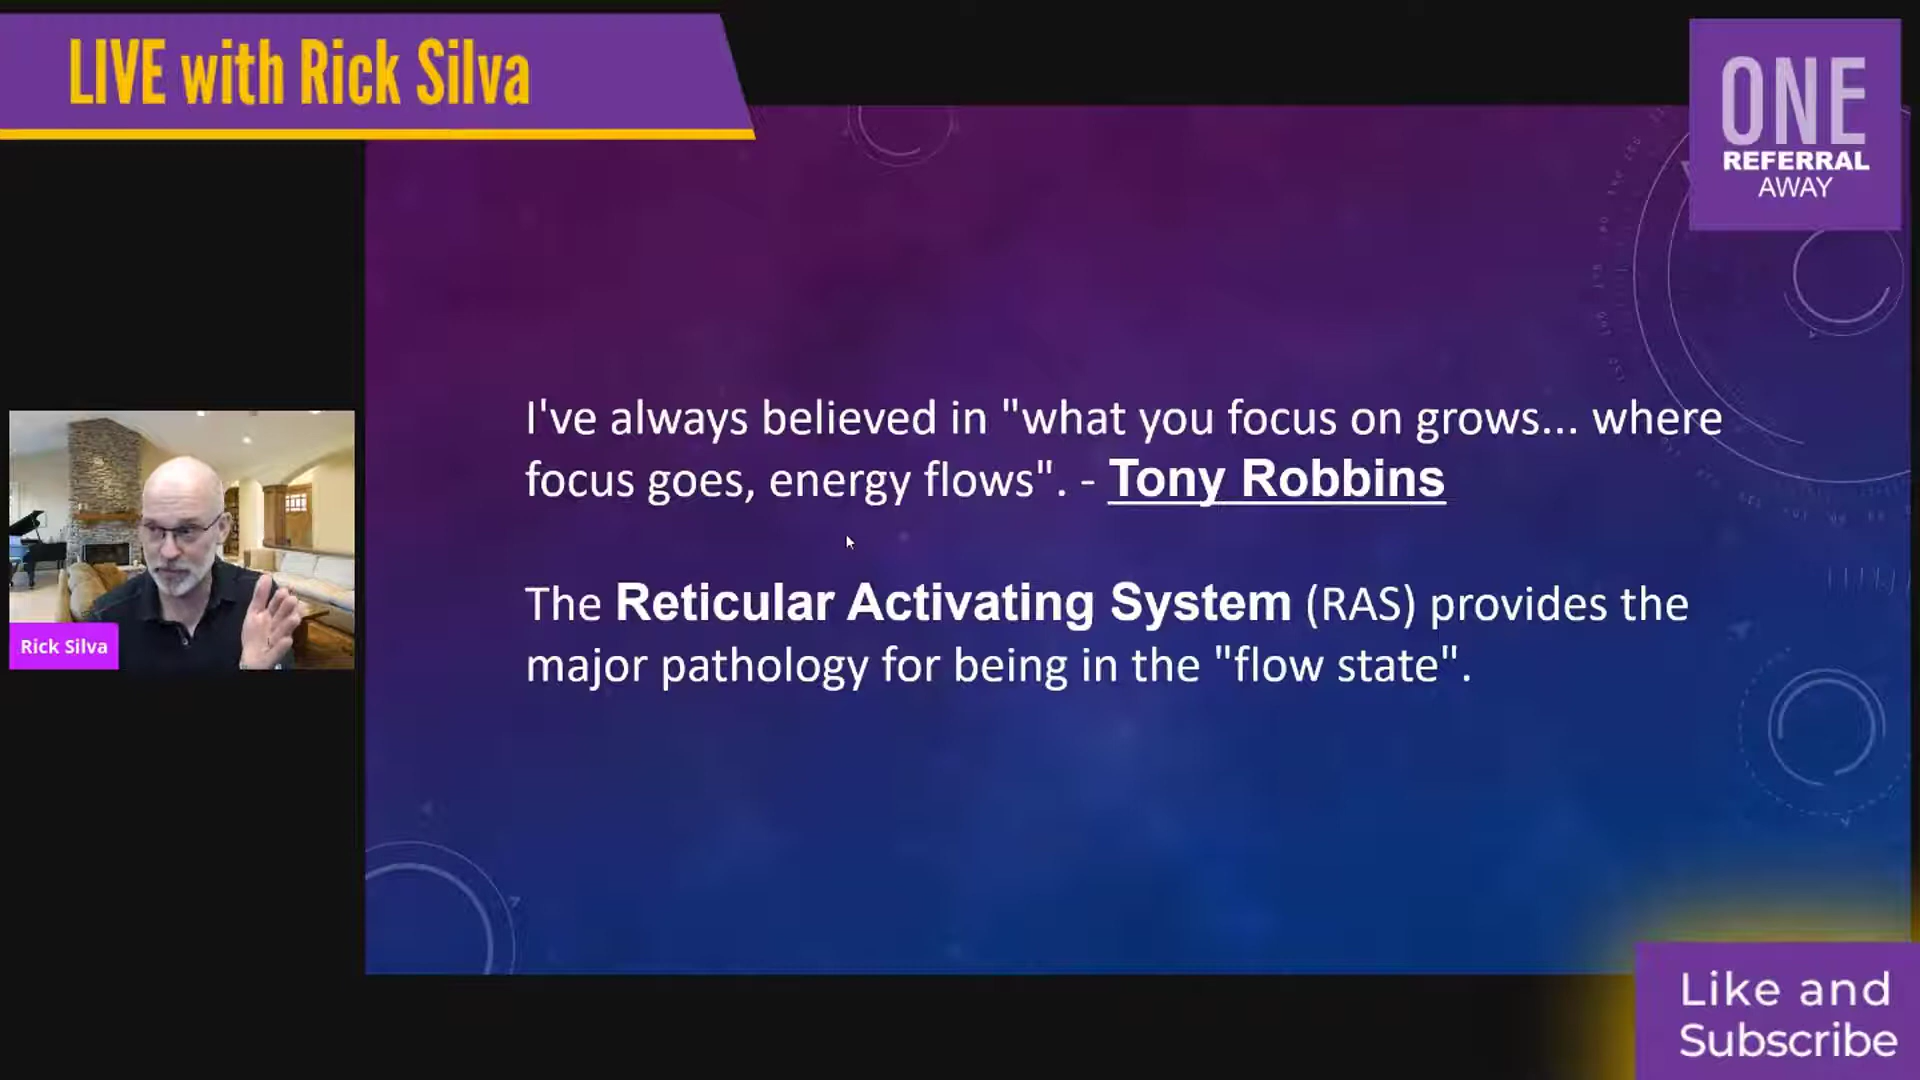 LIVE with Rick Silva
ONE
REFERRAL
AWAY
I've always believed in "what you focus on grows... where
focus goes, energy flows". - Tony Robbins
The Reticular Activating System (RAS) provides the
major pathology for being in the "flow state".
Rick Silva
Like and
Subscribe